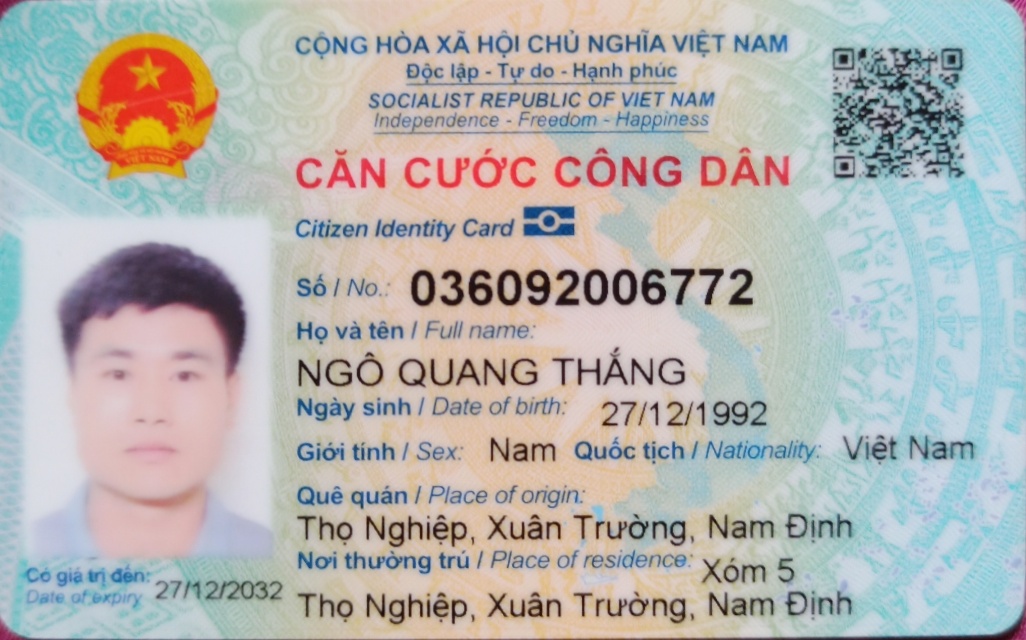 CỘNG HÒA XÃ HỘI CHỦ NGHĨA VIỆT NAM
Độc lập - Tự do - Hạnh phúc
SOCIALIST REPUBLIC OF VIET NAM
Independence - Freedom - Happiness
CĂN CƯỚC CÔNG DÂN
Citizen Identity Card
Số / No.: 036092006772
Họ và tên / Full name:
NGÔ QUANG THẮNG
Ngày sinh / Date of birth: 27/12/1992
Giới tính / Sex: Nam Quốc tịch / Nationality: Việt Nam
Quê quán / Place of origin:
Thọ Nghiệp, Xuân Trường, Nam Định
Nơi thường trú / Place of residence: Xóm 5
Thọ Nghiệp, Xuân Trường, Nam Định
Có giá trị đến: 27/12/2032
Date of expiry
VIỆT NAM